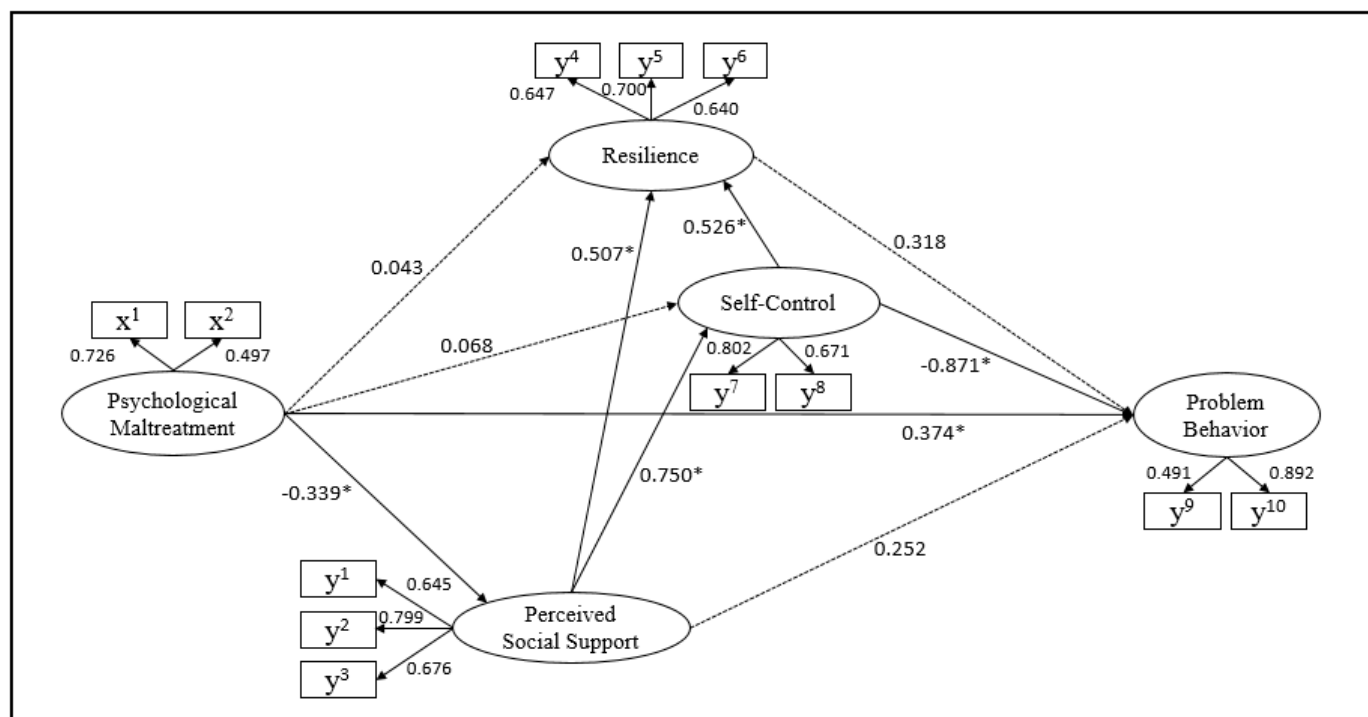 y⁴ y⁵ y⁶
0.647 0.700 0.640
Resilience
0.507*
0.526*
0.318
0.043
Self-Control
x¹ x²
0.726 0.497
0.068
0.802 0.671
-0.871*
y⁷ y⁸
Psychological
Maltreatment
Problem
Behavior
0.374*
-0.339*
0.750*
0.491 0.892
y⁹ y¹⁰
0.252
y¹ 0.645
y² 0.799
y³ 0.676
Perceived
Social Support